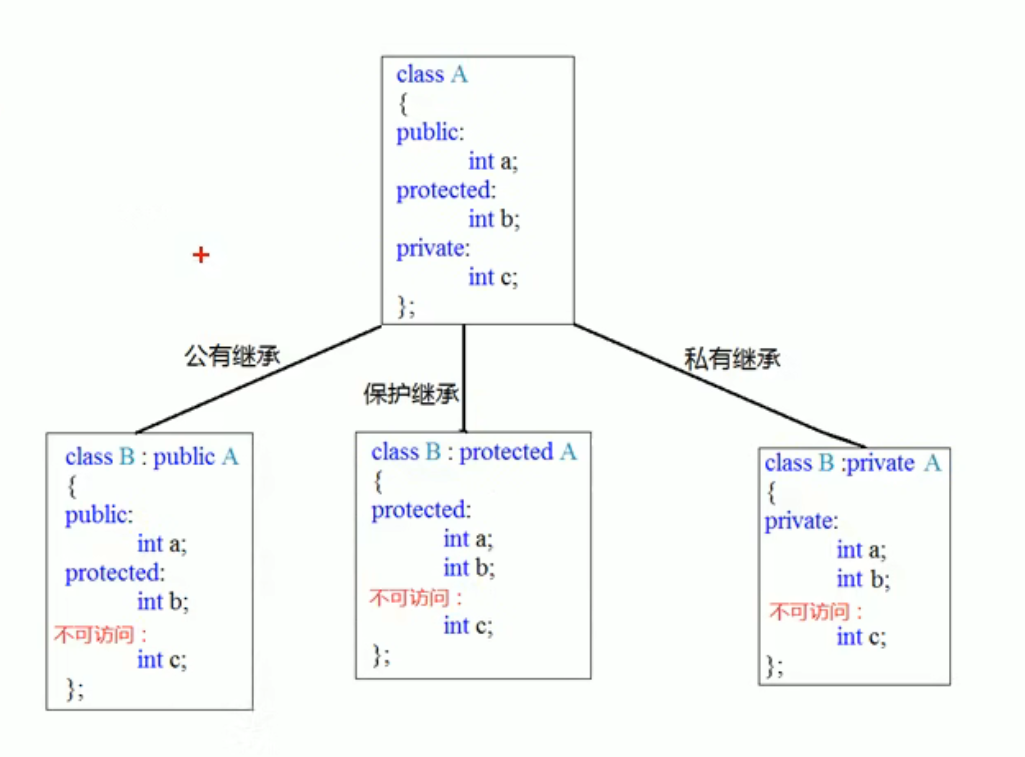 class A
{
public:
int a;
protected:
int b;
private:
int c;
};
公有继承
保护继承
私有继承
class B : public A
{
public:
int a;
protected:
int b;
不可访问：
int c;
};
class B : protected A
{
protected:
int a;
int b;
不可访问：
int c;
};
class B :private A
{
private:
int a;
int b;
不可访问：
int c;
};